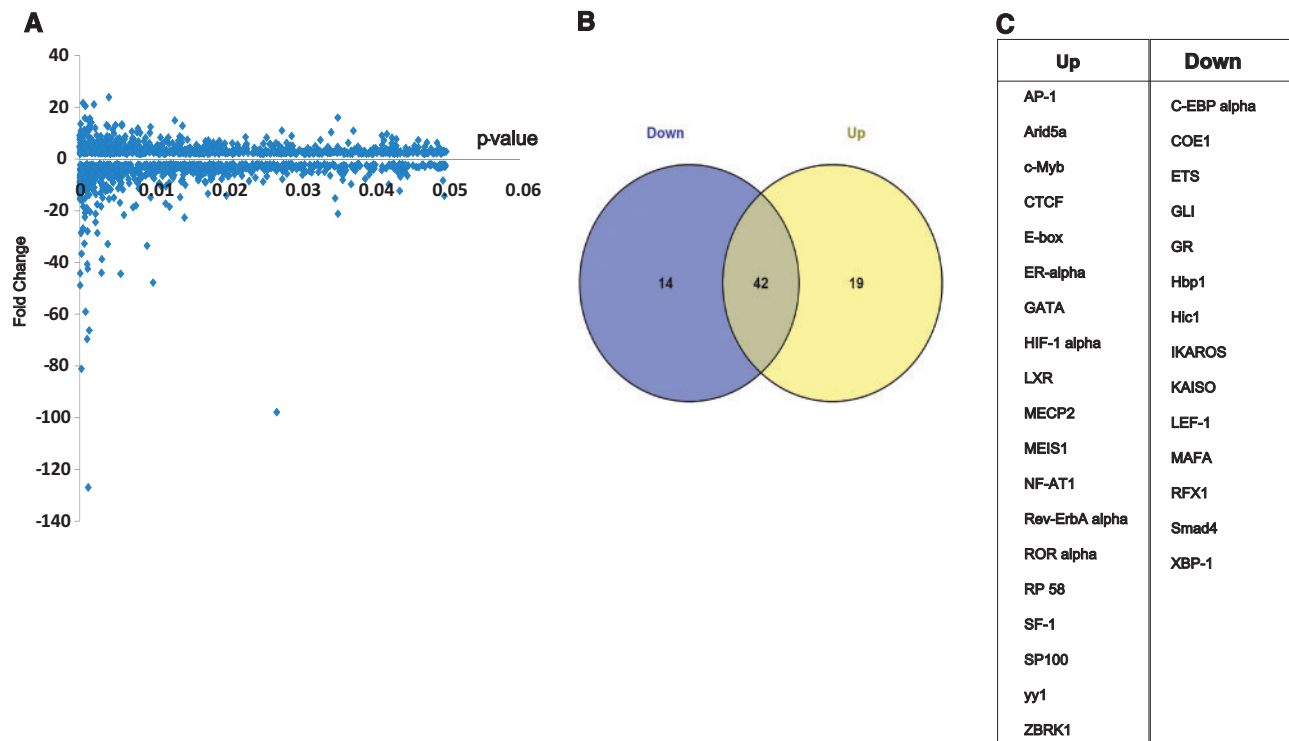 A
40
20
0
-20
-40
-60
-80
-100
-120
-140
Fold Change
p-value
0 0.01 0.02 0.03 0.04 0.05 0.06
B
Down Up
14 42 19
C
Up Down
AP-1
Arid5a
c-Myb
CTCF
E-box
ER-alpha
GATA
HIF-1 alpha
LXR
MECP2
MEIS1
NF-AT1
Rev-ErbA alpha
ROR alpha
RP 58
SF-1
SP100
yy1
ZBRK1
C-EBP alpha
COE1
ETS
GLI
GR
Hbp1
Hic1
IKAROS
KAISO
LEF-1
MAFA
RFX1
Smad4
XBP-1